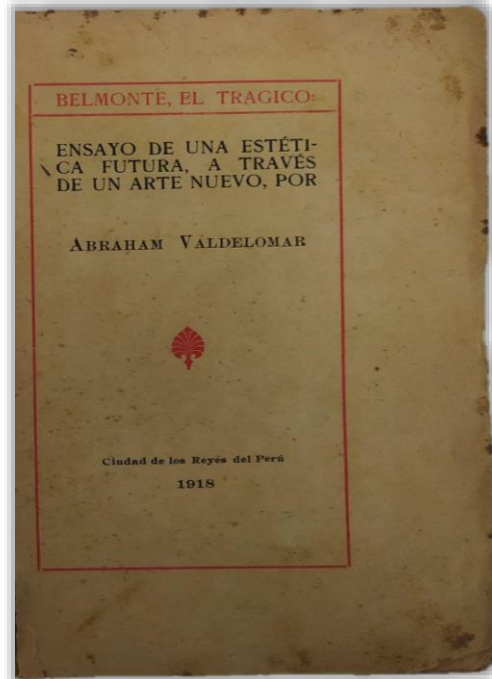 BELMONTE, EL TRAGICO:
ENSAYO DE UNA ESTÉTI-
CA FUTURA, A TRAVÉS
DE UN ARTE NUEVO, POR
ABRAHAM VALDELOMAR
Ciudad de los Reyes del Perú
1918